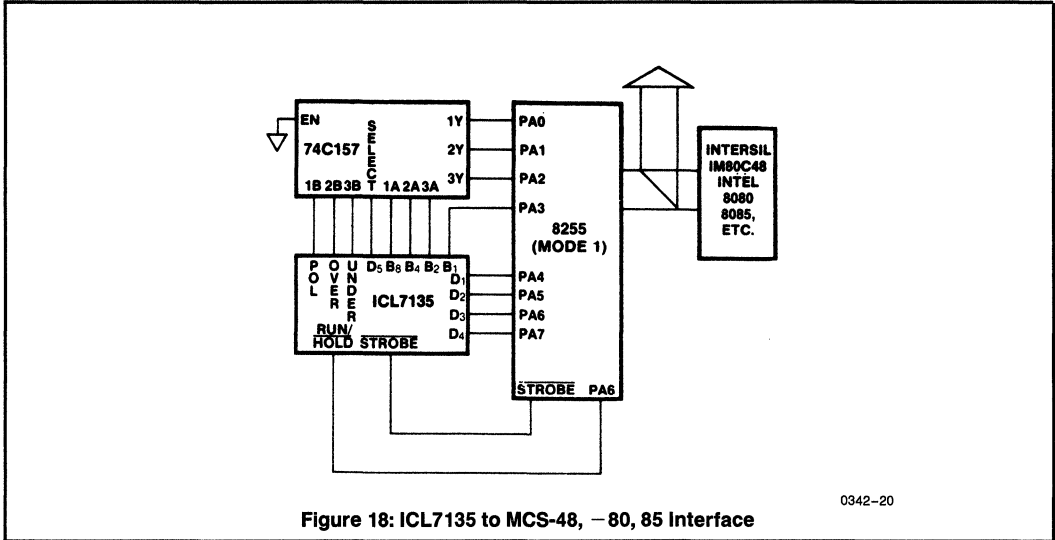 EN
74C157
SELECT
1Y
2Y
3Y
1B 2B 3B 1A 2A 3A
PA0
PA1
PA2
PA3
8255
(MODE 1)
PA4
PA5
PA6
PA7
STROBE PA6
INTERSIL
IM80C48
INTEL
8080
8085,
ETC.
POL
OVER
UNDER
D5 B8 B4 B2 B1
ICL7135
D1
D2
D3
D4
RUN/
HOLD STROBE
0342-20
Figure 18: ICL7135 to MCS-48, −80, 85 Interface